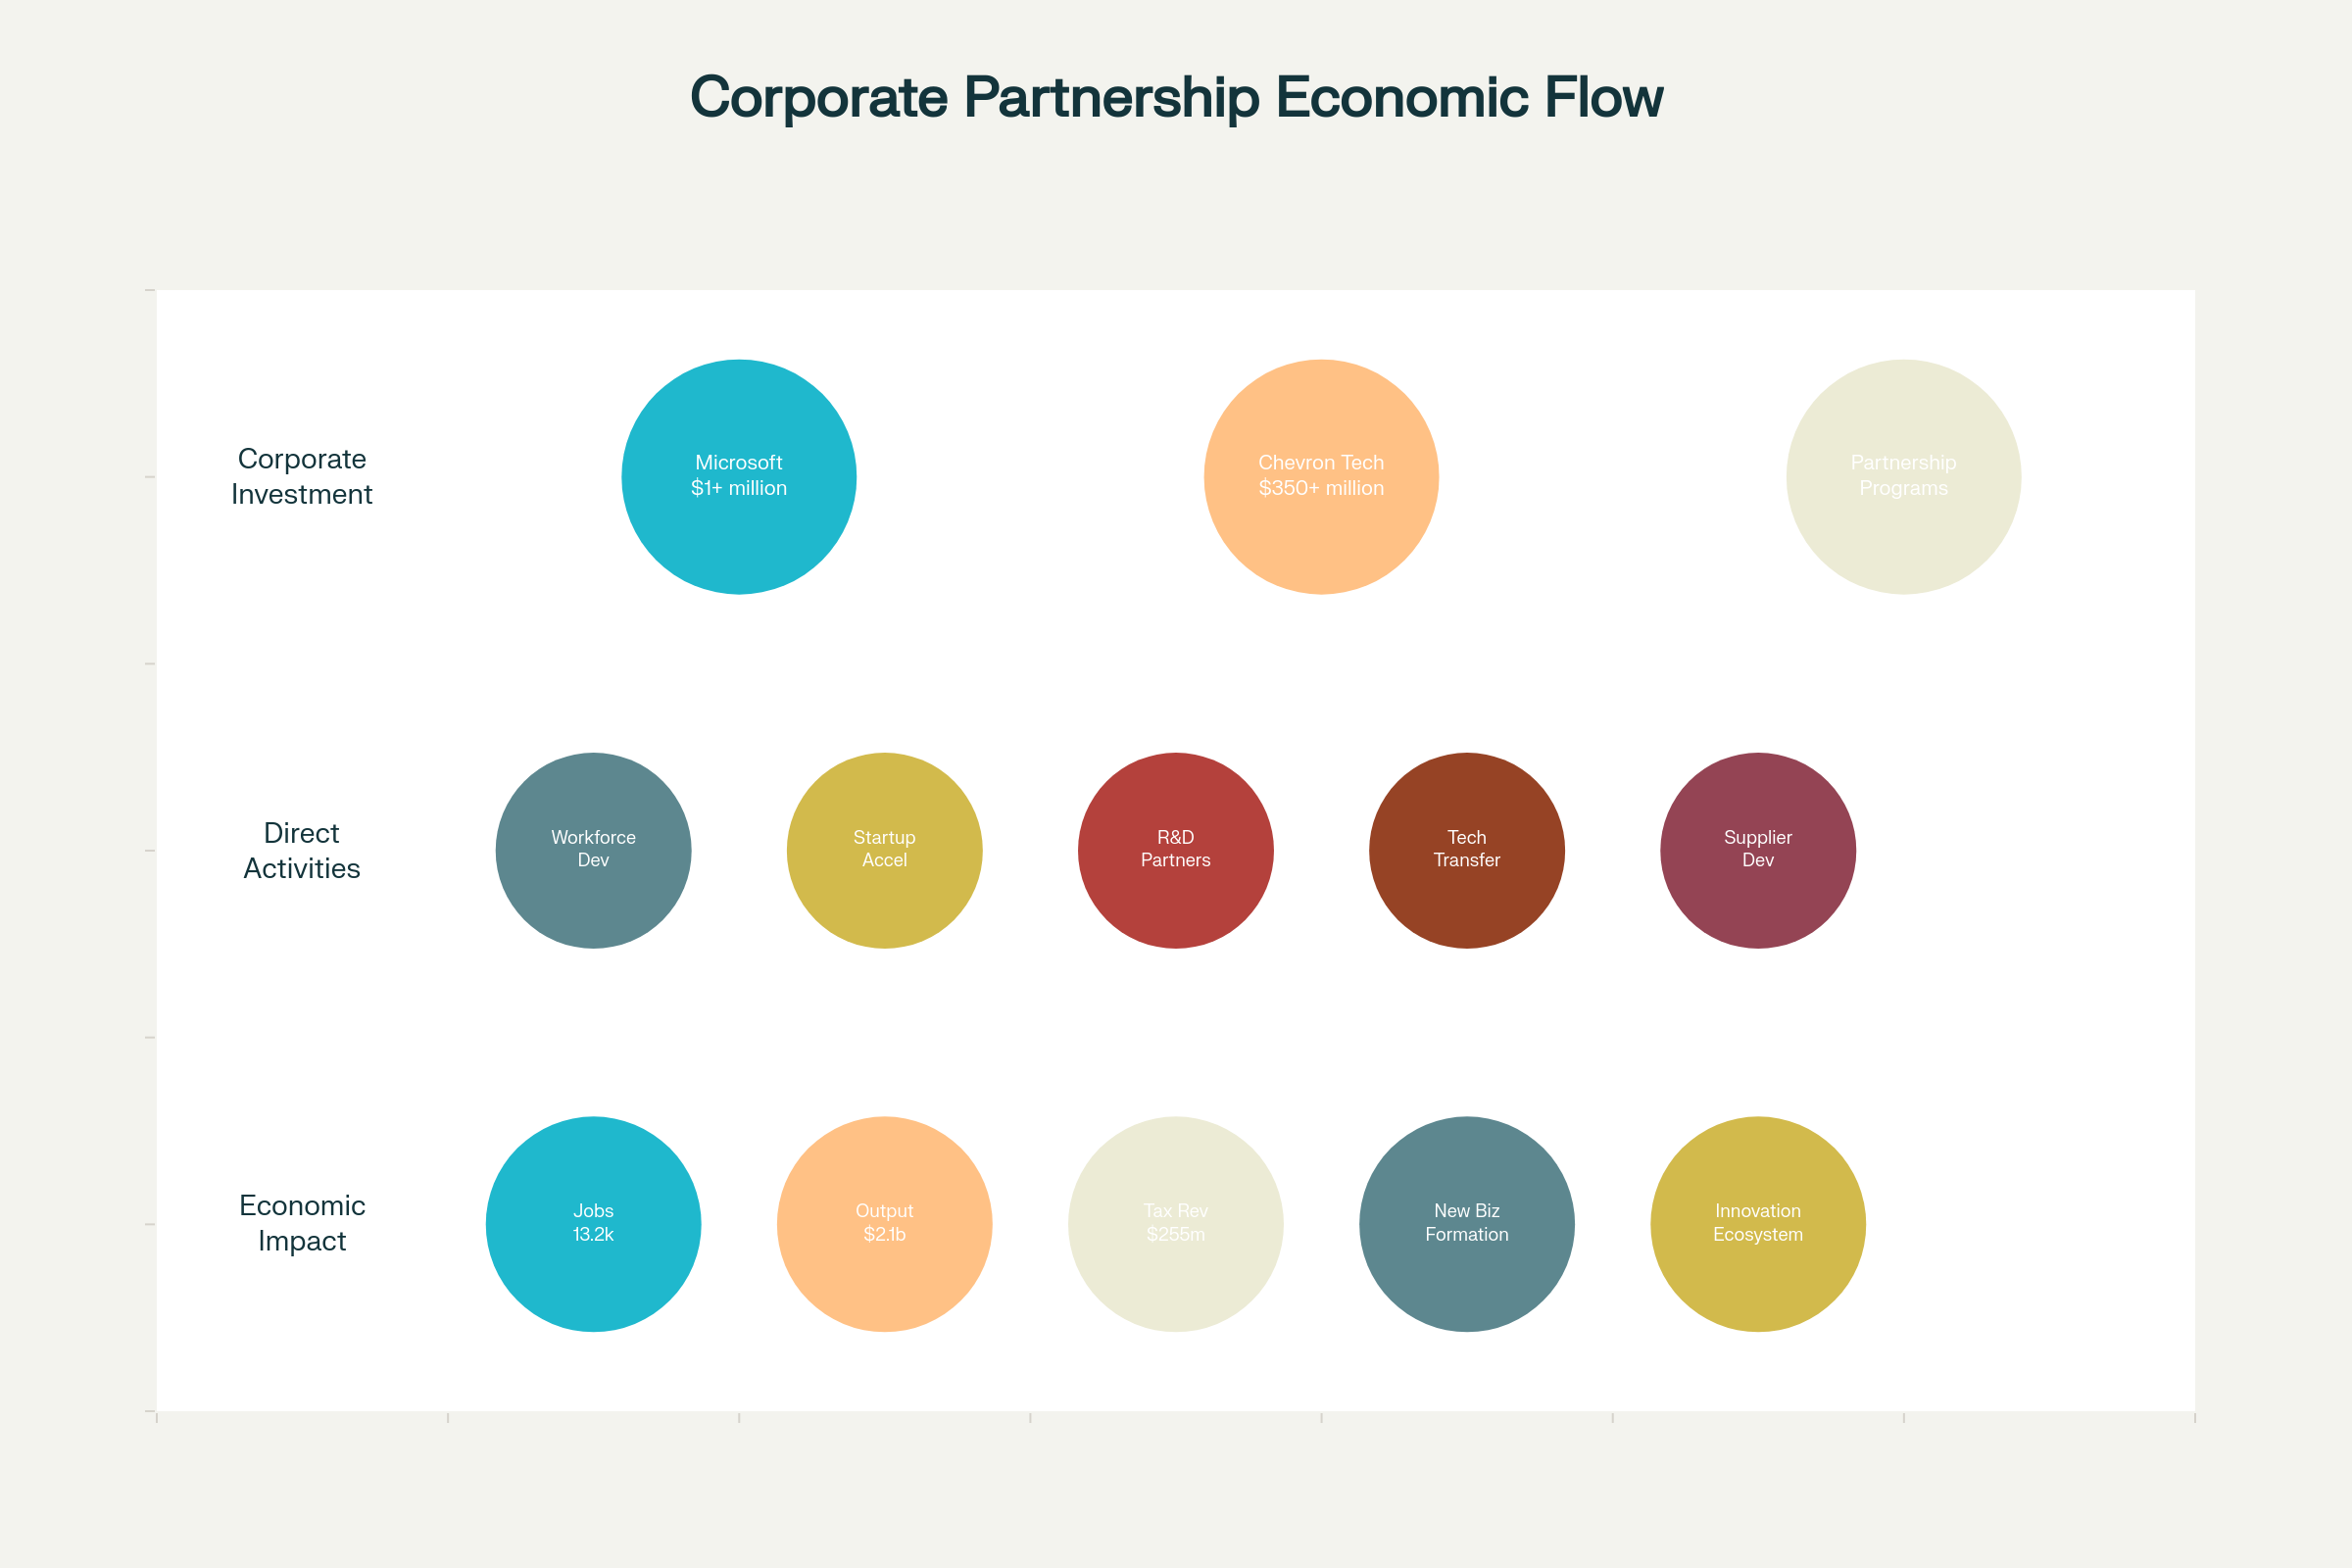 Corporate Partnership Economic Flow
Corporate
Investment
Microsoft
$1+ million
Chevron Tech
$350+ million
Partnership
Programs
Direct
Activities
Workforce
Dev
Startup
Accel
R&D
Partners
Tech
Transfer
Supplier
Dev
Economic
Impact
Jobs
13.2k
Output
$2.1b
Tax Rev
$255m
New Biz
Formation
Innovation
Ecosystem